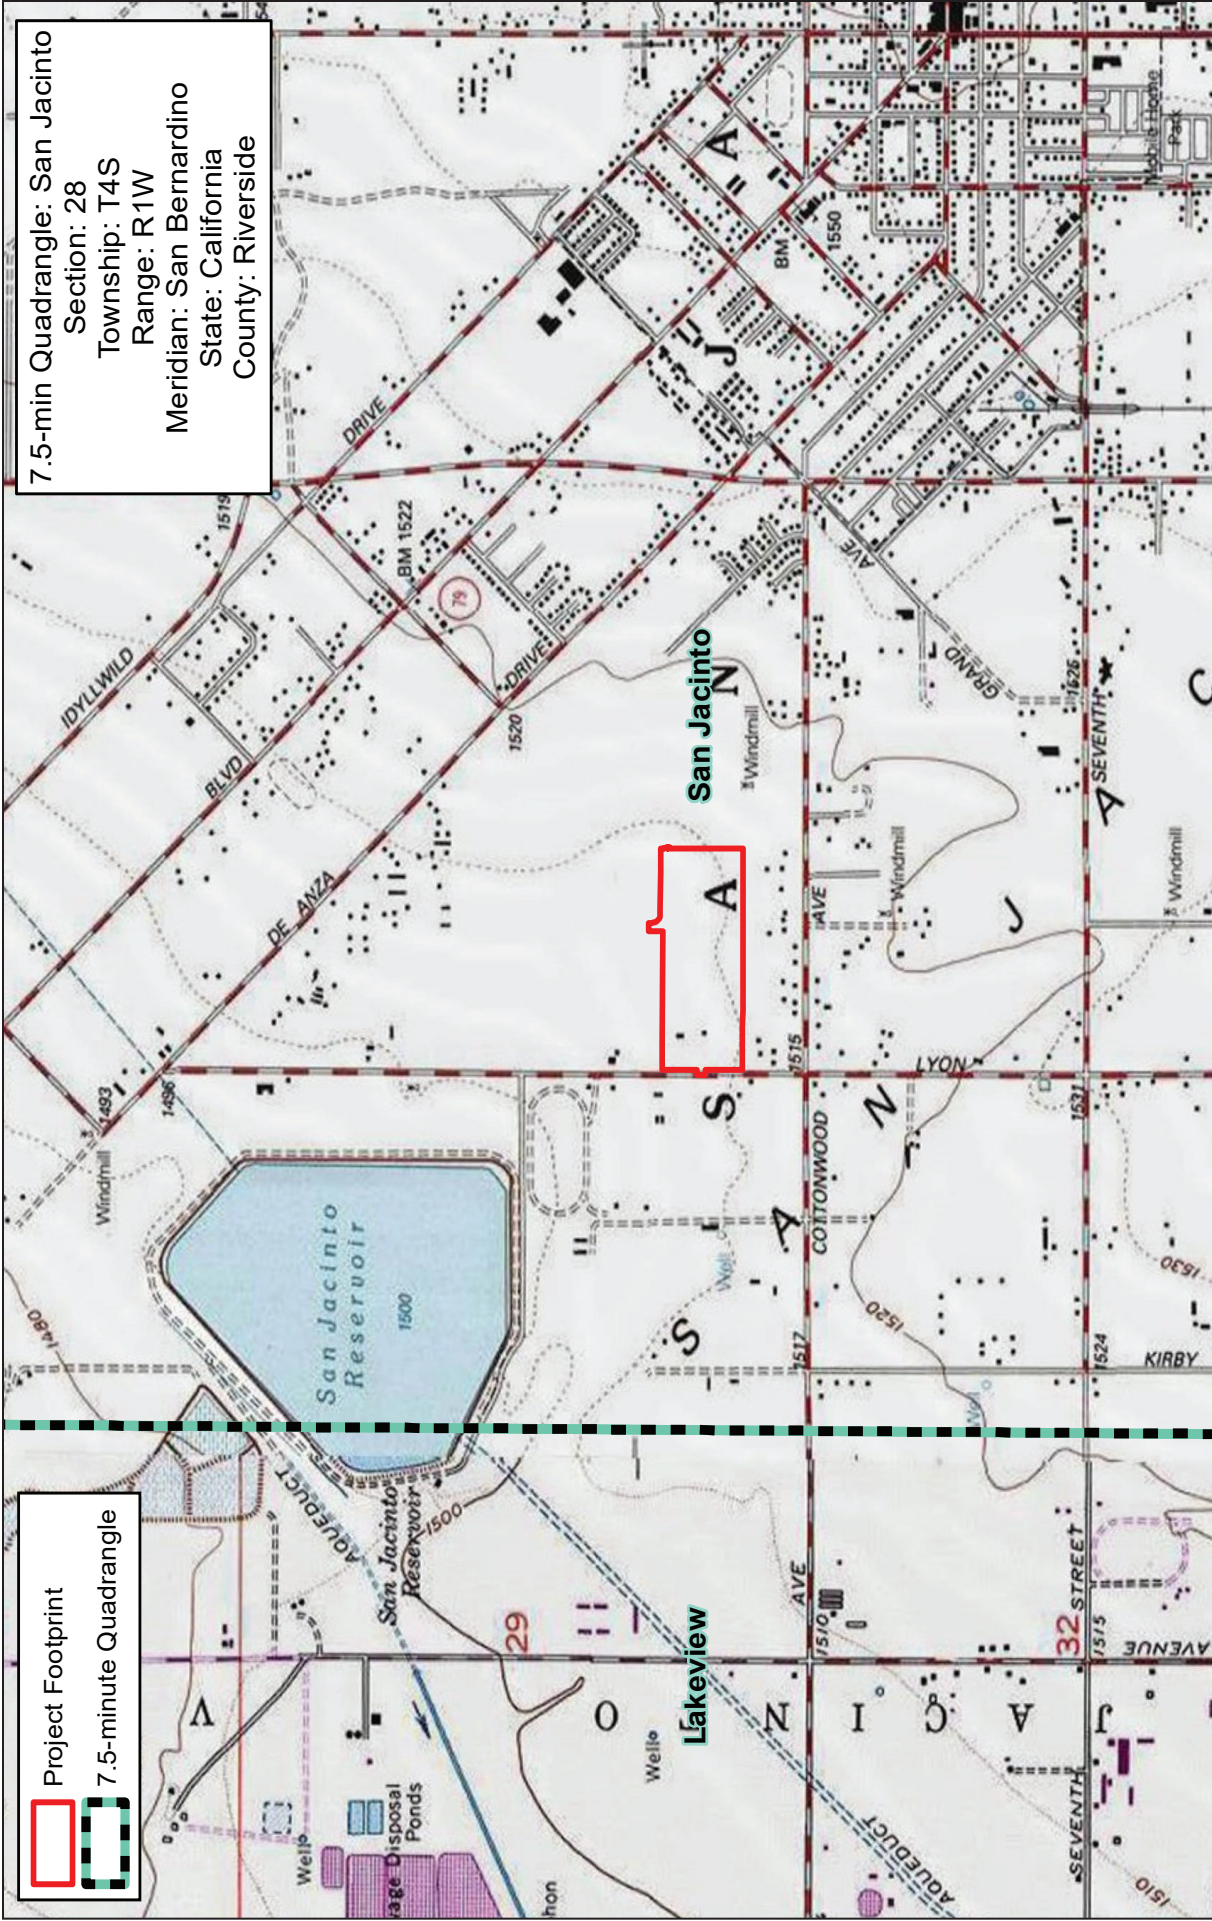 7.5-min Quadrangle: San Jacinto
Section: 28
Township: T4S
Range: R1W
Meridian: San Bernardino
State: California
County: Riverside
Project Footprint
7.5-minute Quadrangle
San Jacinto
Lakeview
IDYLLWILD
DRIVE
BLVD
DE ANZA
DRIVE
1519
BM 1522
79
1520
BM
1550
Mobile Home
Park
J
A
S
A
N
Windmill
Windmill
Windmill
Windmill
1493
1496
San Jacinto
Reservoir
1500
1480
AQUEDUCT
San Jacinto
Reservoir
1500
29
32
V
O
N
I
C
A
J
Well
Well
Well
Well
Disposal
Ponds
AQUEDUCT
AVE
1510
COTTONWOOD
1517
1515
AVE
AVE
GRAND
LYON
1520
1530
1531
1524
KIRBY
1526
SEVENTH
STREET
1515
AVENUE
SEVENTH
1510
S
A
N
J
A
C